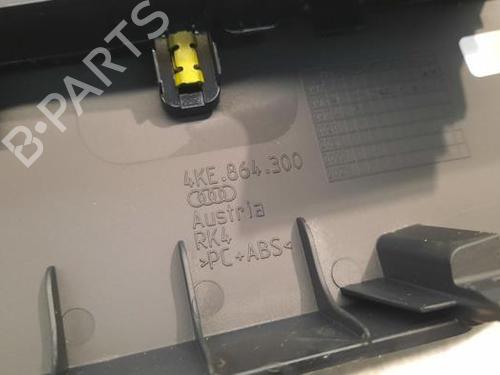 B-PARTS
4KE.864.300
Austria
RK4
>PC+ABS<